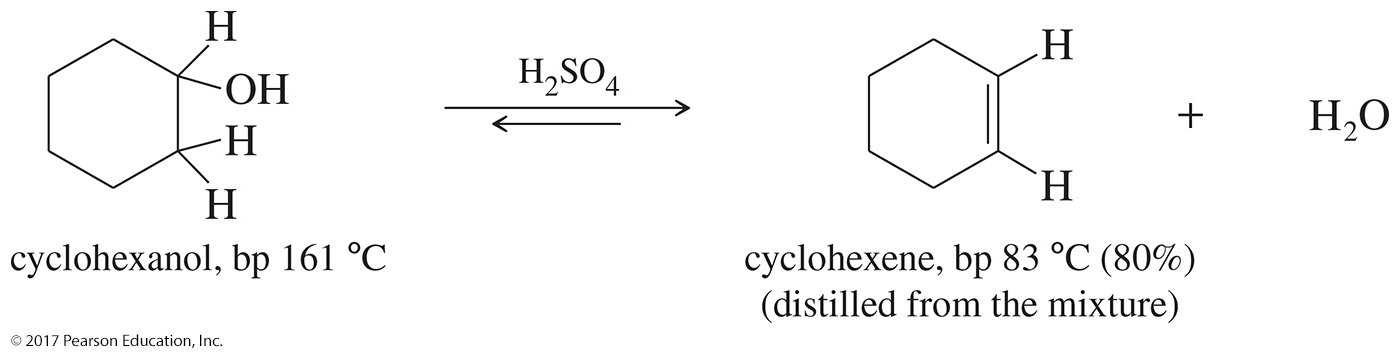 H
OH
H
H
H₂SO₄
H
H
+
H₂O
cyclohexanol, bp 161 °C
cyclohexene, bp 83 °C (80%)
(distilled from the mixture)
© 2017 Pearson Education, Inc.